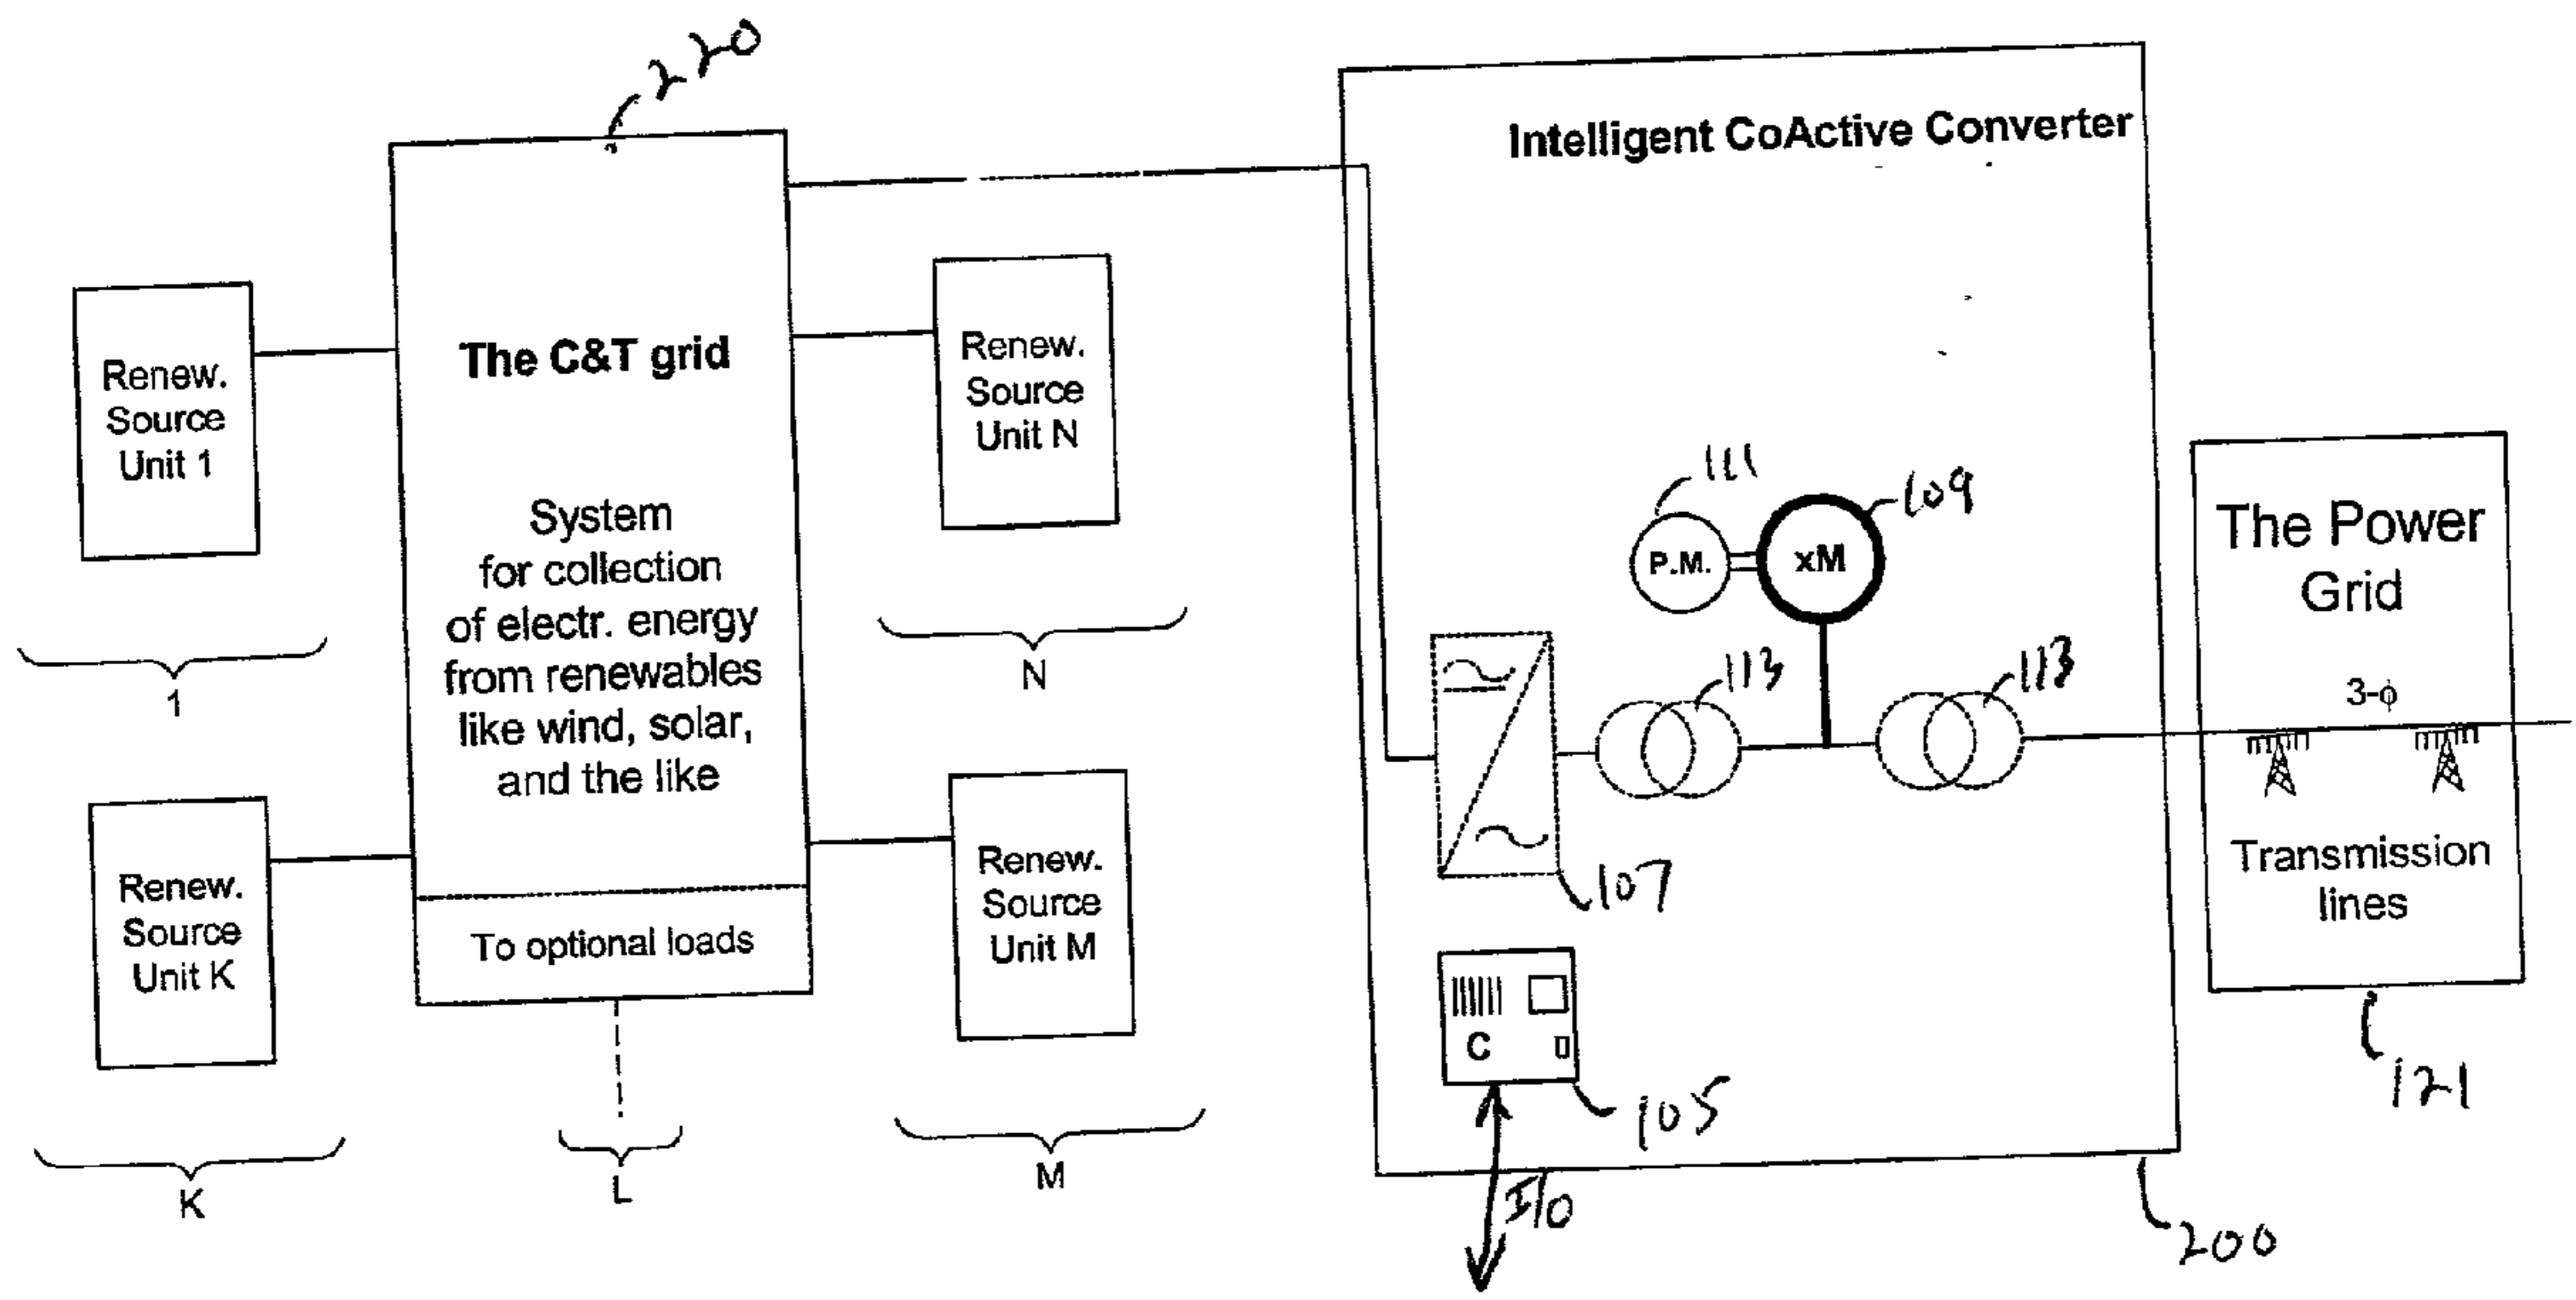 220
Intelligent CoActive Converter
Renew.
Source
Unit 1
1
Renew.
Source
Unit K
K
The C&T grid
System
for collection
of electr. energy
from renewables
like wind, solar,
and the like
To optional loads
L
Renew.
Source
Unit N
N
Renew.
Source
Unit M
M
111
109
P.M.
xM
113
113
107
C
105
I/O
200
The Power
Grid
3-ϕ
Transmission
lines
121